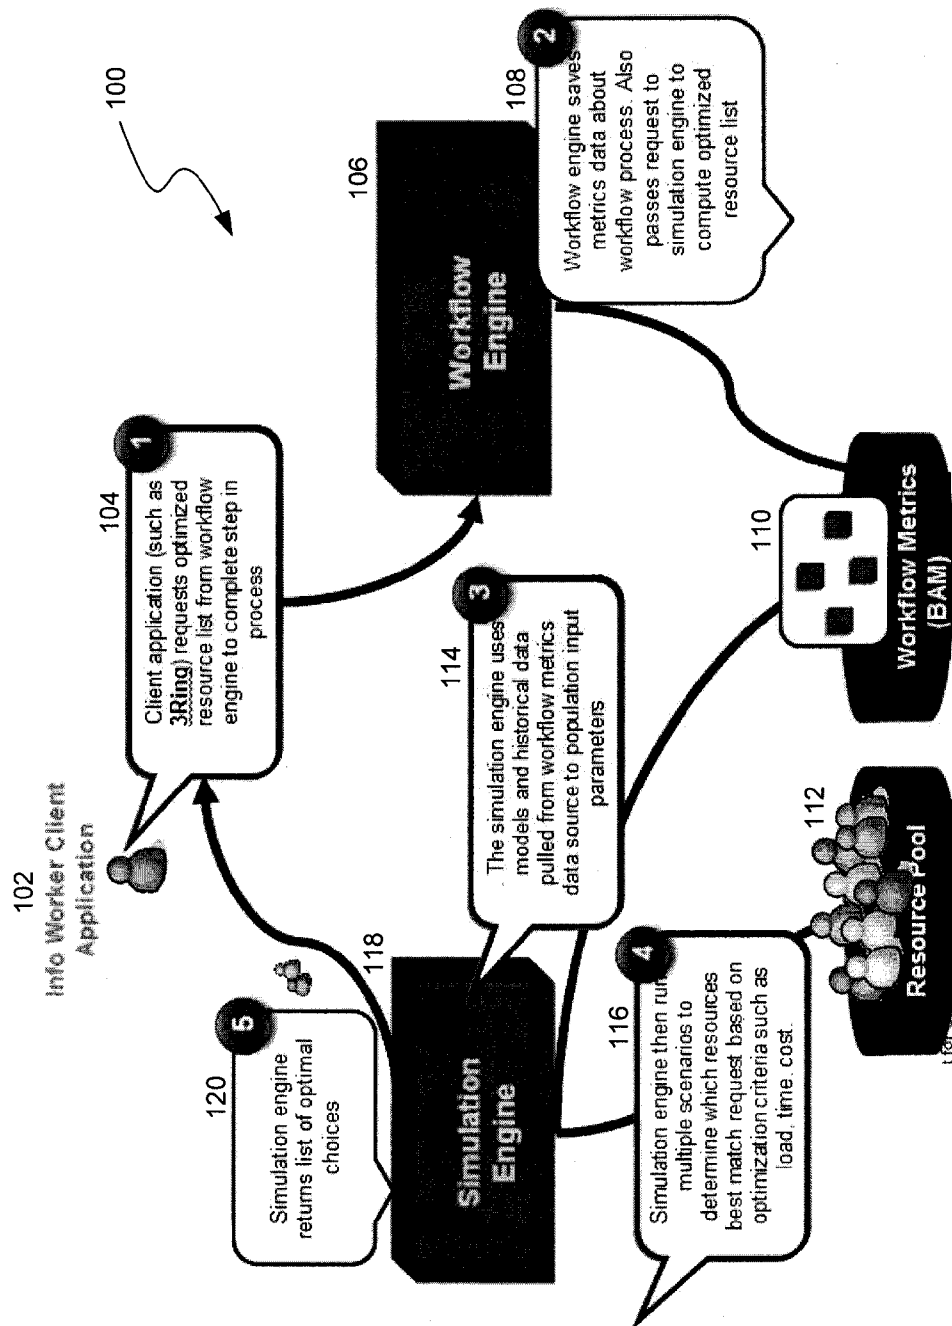 100
102
Info Worker Client
Application
104
1
Client application (such as
3Ring) requests optimized
resource list from workflow
engine to complete step in
process
106
Workflow
Engine
108
2
Workflow engine saves
metrics data about
workflow process. Also
passes request to
simulation engine to
compute optimized
resource list
110
Workflow Metrics
(BAM)
114
3
The simulation engine uses
models and historical data
pulled from workflow metrics
data source to population input
parameters
112
Resource Pool
116
4
Simulation engine then run
multiple scenarios to
determine which resources
best match request based on
optimization criteria such as
load, time, cost.
118
Simulation
Engine
120
5
Simulation engine
returns list of optimal
choices